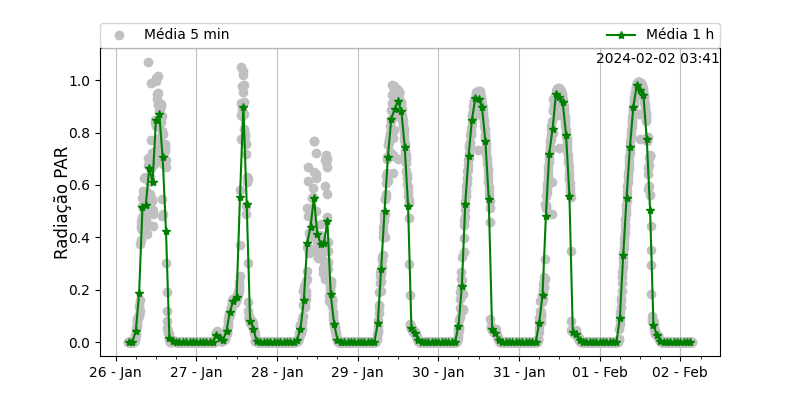 Média 5 min
Média 1 h
2024-02-02 03:41
Radiação PAR
1.0
0.8
0.6
0.4
0.2
0.0
26 - Jan
27 - Jan
28 - Jan
29 - Jan
30 - Jan
31 - Jan
01 - Feb
02 - Feb